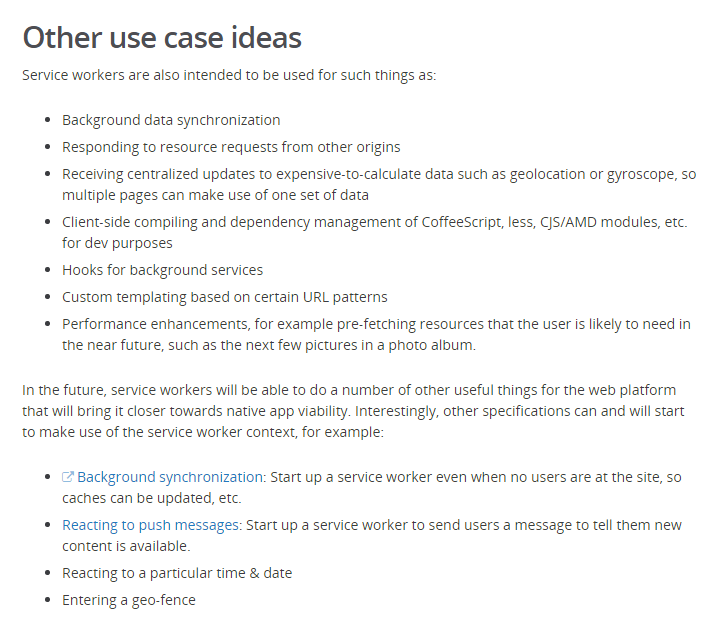 Other use case ideas
Service workers are also intended to be used for such things as:
Background data synchronization
Responding to resource requests from other origins
Receiving centralized updates to expensive-to-calculate data such as geolocation or gyroscope, so
multiple pages can make use of one set of data
Client-side compiling and dependency management of CoffeeScript, less, CJS/AMD modules, etc.
for dev purposes
Hooks for background services
Custom templating based on certain URL patterns
Performance enhancements, for example pre-fetching resources that the user is likely to need in
the near future, such as the next few pictures in a photo album.
In the future, service workers will be able to do a number of other useful things for the web platform
that will bring it closer towards native app viability. Interestingly, other specifications can and will start
to make use of the service worker context, for example:
Background synchronization: Start up a service worker even when no users are at the site, so
caches can be updated, etc.
Reacting to push messages: Start up a service worker to send users a message to tell them new
content is available.
Reacting to a particular time & date
Entering a geo-fence